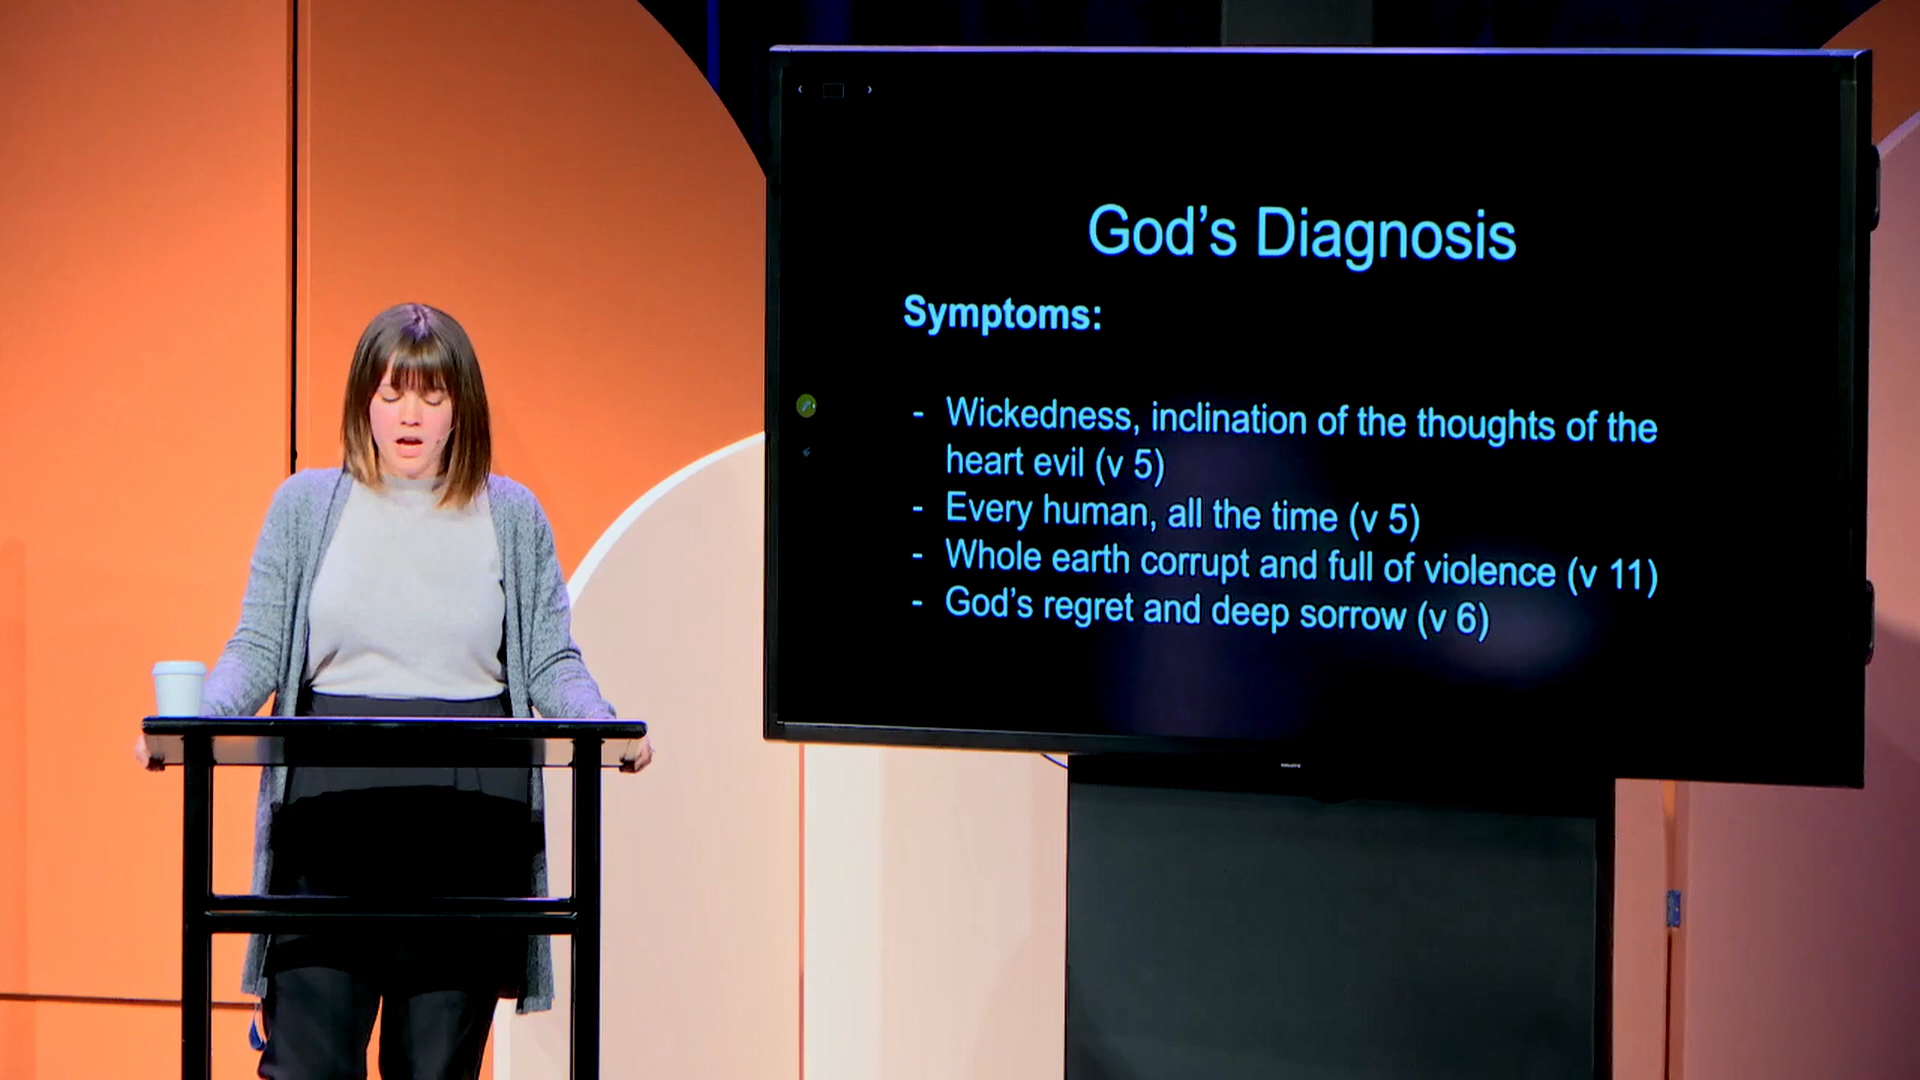 God's Diagnosis
Symptoms:
- Wickedness, inclination of the thoughts of the
heart evil (v 5)
- Every human, all the time (v 5)
- Whole earth corrupt and full of violence (v 11)
- God's regret and deep sorrow (v 6)